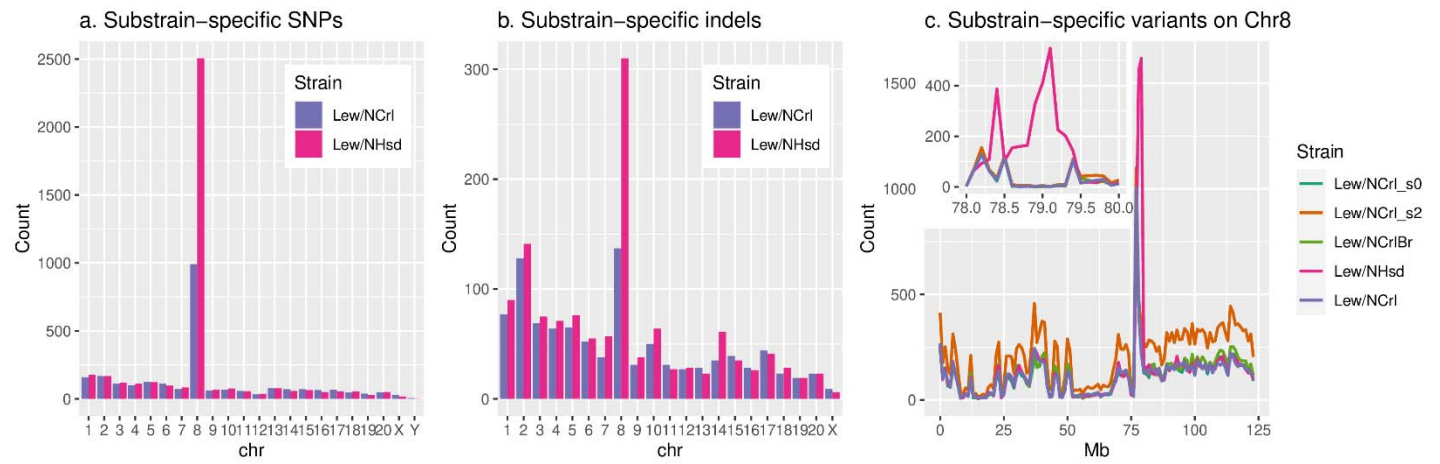 a. Substrain−specific SNPs
2500
2000
1500
1000
500
0
Count
1 2 3 4 5 6 7 8 9 10 11 12 13 14 15 16 17 18 19 20 X Y
chr
Strain
Lew/NCrl
Lew/NHsd
b. Substrain−specific indels
300
200
100
0
Count
1 2 3 4 5 6 7 8 9 10 11 12 13 14 15 16 17 18 19 20 X
chr
Strain
Lew/NCrl
Lew/NHsd
c. Substrain−specific variants on Chr8
1500
1000
500
0
Count
400
200
0
78.0 78.5 79.0 79.5 80.0
0 25 50 75 100 125
Mb
Strain
Lew/NCrl_s0
Lew/NCrl_s2
Lew/NCrlBr
Lew/NHsd
Lew/NCrl